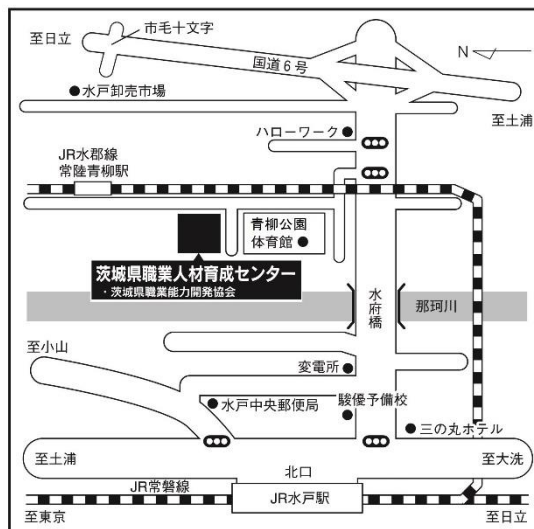 市毛十文字
至日立
国道6号
N
水戸卸売市場
至土浦
ハローワーク
JR水郡線
常陸青柳駅
青柳公園
体育館
茨城県職業人材育成センター
・茨城県職業能力開発協会
水府橋
那珂川
至小山
変電所
水戸中央郵便局
駿優予備校
三の丸ホテル
至土浦
北口
至大洗
JR常磐線
JR水戸駅
至東京
至日立